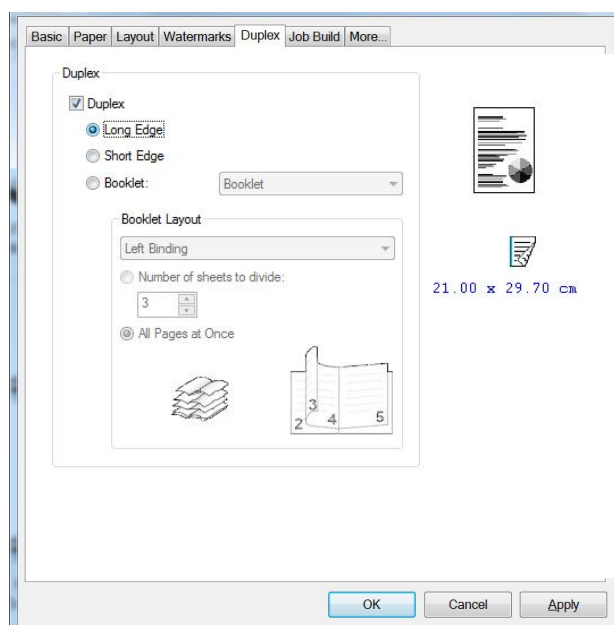 Basic Paper Layout Watermarks Duplex Job Build More...
Duplex
Duplex
Long Edge
Short Edge
Booklet: Booklet
Booklet Layout
Left Binding
Number of sheets to divide:
3
All Pages at Once
2 3 4 5
21.00 x 29.70 cm
OK Cancel Apply